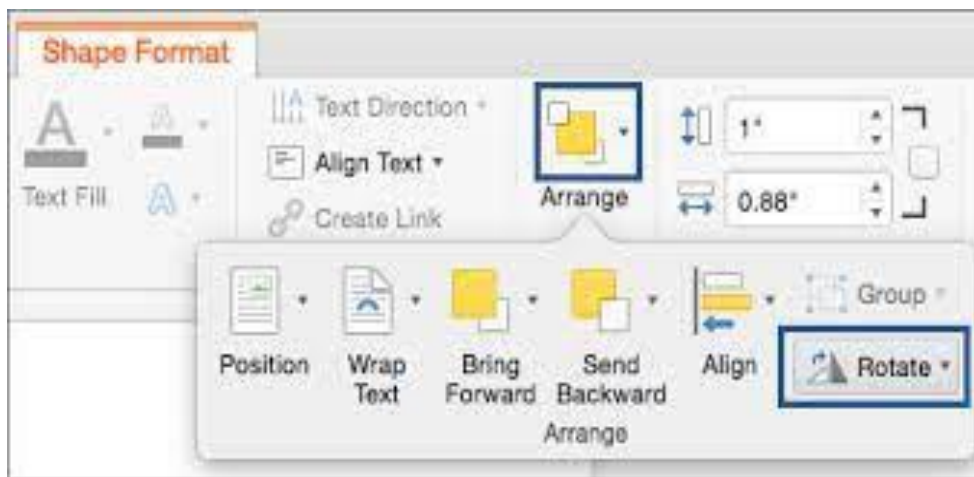 Shape Format
Text Fill
Text Direction
Align Text
Create Link
Arrange
1"
0.88"
Position
Wrap Text
Bring Forward
Send Backward
Align
Group
Rotate
Arrange